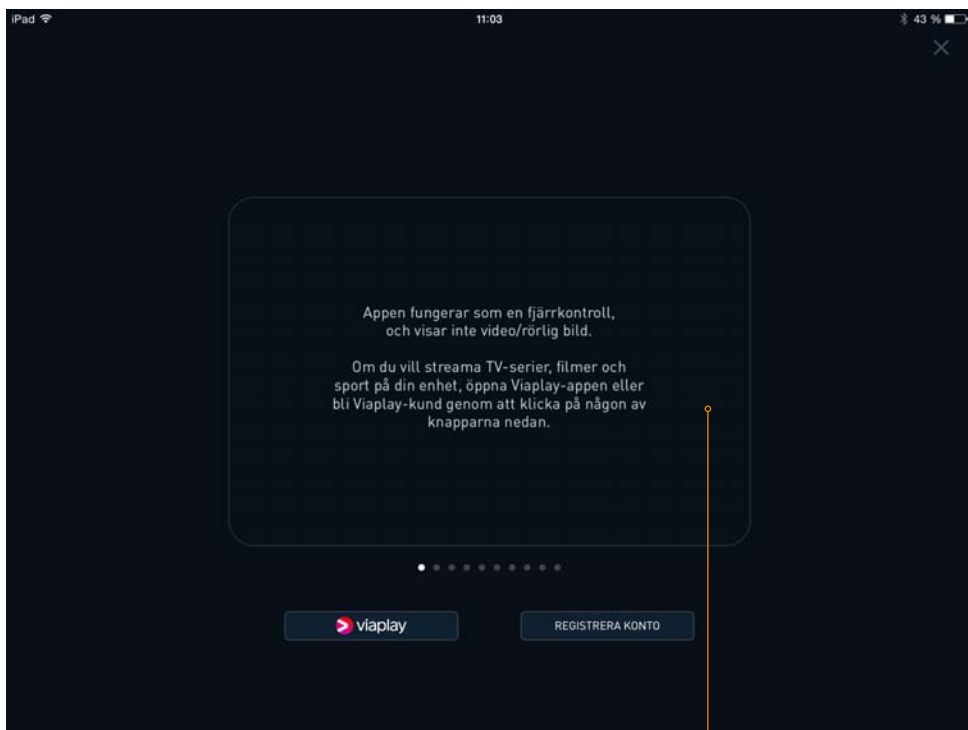 iPad 11:03 43 %
Appen fungerar som en fjärrkontroll,
och visar inte video/rörlig bild.
Om du vill streama TV-serier, filmer och
sport på din enhet, öppna Viaplay-appen eller
bli Viaplay-kund genom att klicka på någon av
knapparna nedan.
viaplay REGISTRERA KONTO